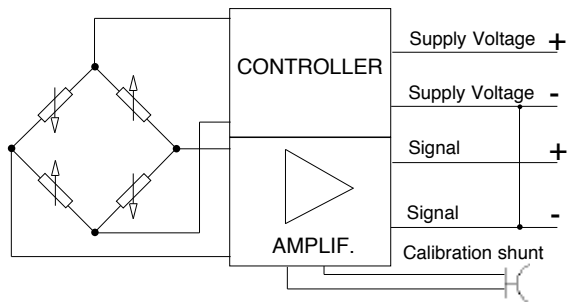 CONTROLLER
Supply Voltage +
Supply Voltage -
Signal +
Signal -
AMPLIF.
Calibration shunt